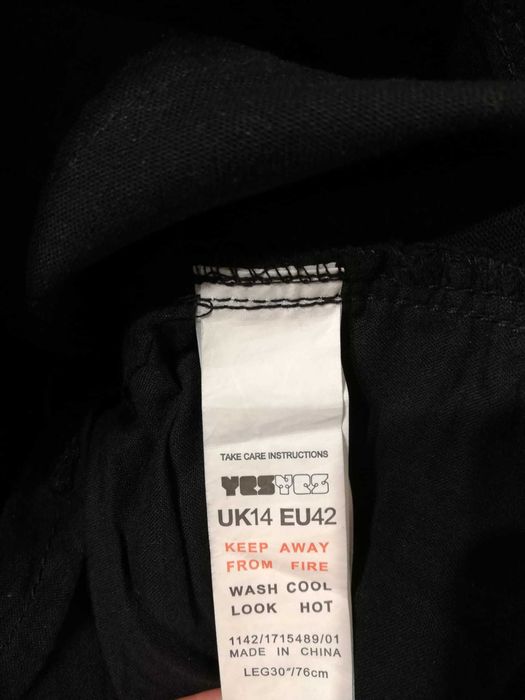 TAKE CARE INSTRUCTIONS
YESYES
UK14 EU42
KEEP AWAY
FROM FIRE
WASH COOL
LOOK HOT
1142/1715489/01
MADE IN CHINA
LEG30"/76cm